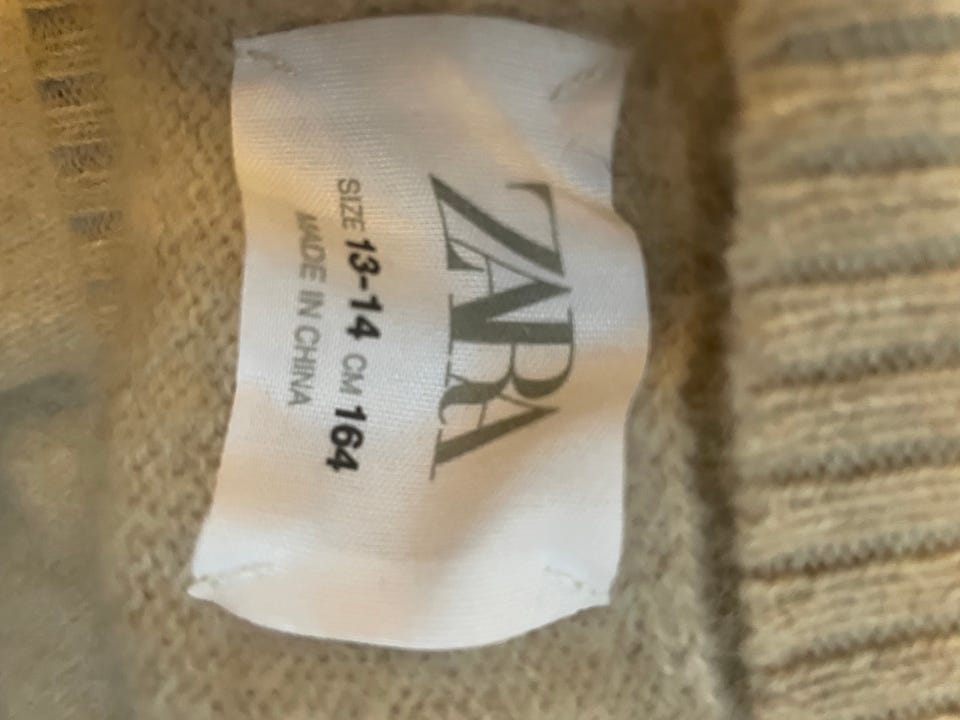 ZARA
SIZE 13-14 CM 164
MADE IN CHINA